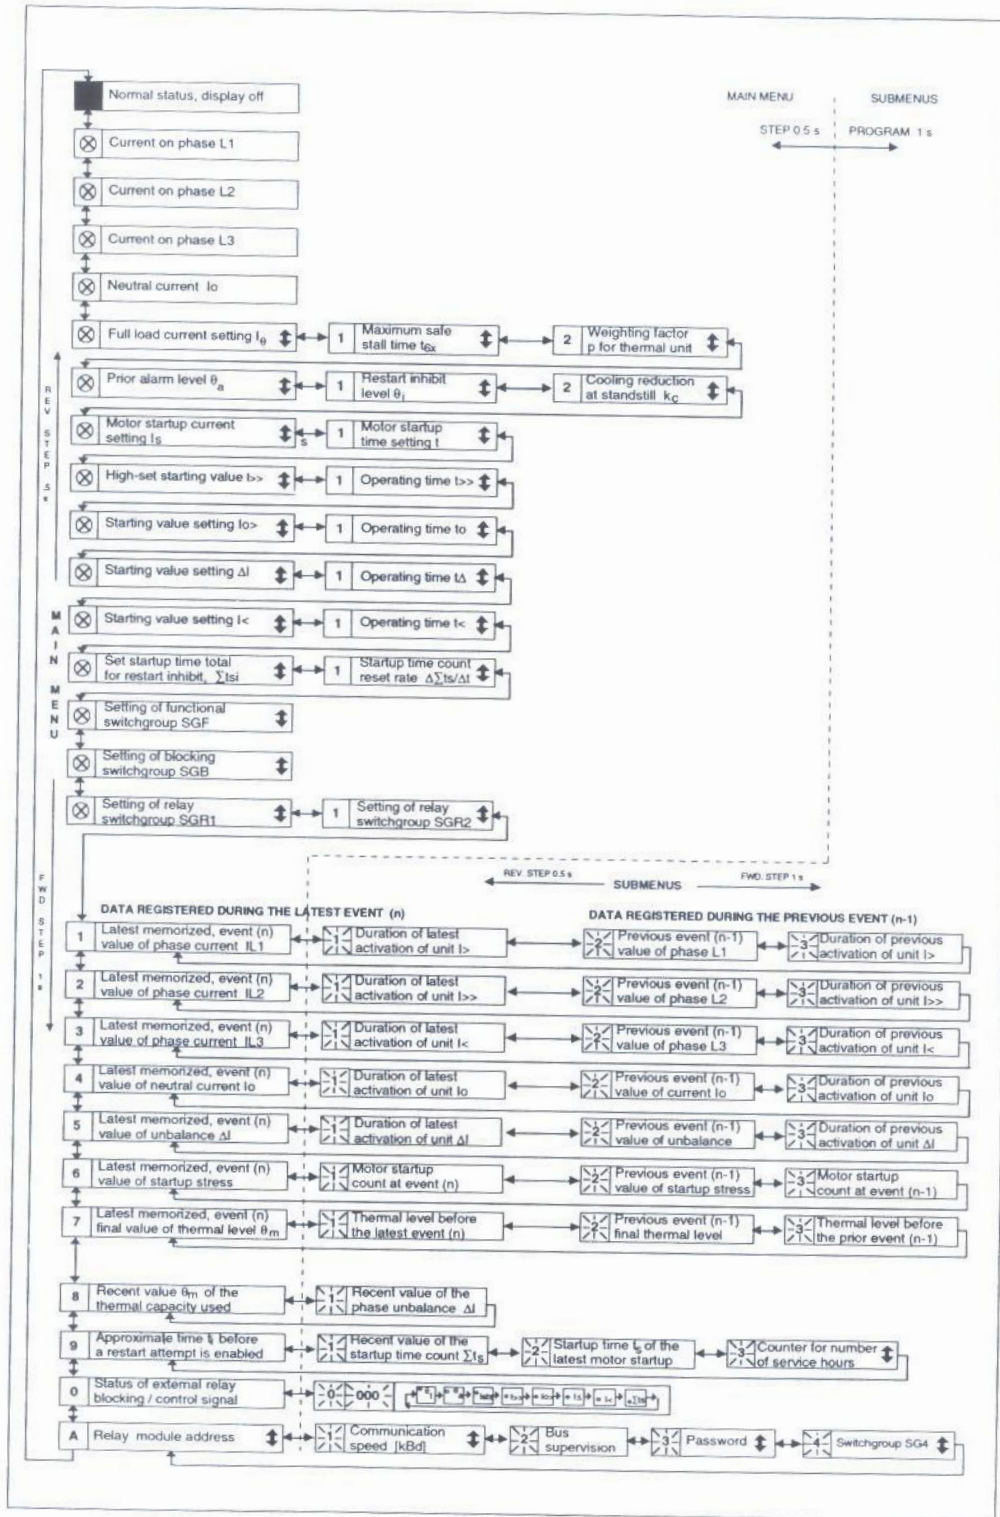 Normal status, display off
MAIN MENU
SUBMENUS
STEP 0.5 s
PROGRAM 1 s
Current on phase L1
Current on phase L2
Current on phase L3
Neutral current Io
Full load current setting Iθ
1
Maximum safe
stall time t6x
2
Weighting factor
p for thermal unit
Prior alarm level θa
1
Restart inhibit
level θi
2
Cooling reduction
at standstill kc
Motor startup current
setting Is
s
1
Motor startup
time setting t
High-set starting value t>>
1
Operating time t>>
Starting value setting Io>
1
Operating time to
Starting value setting ΔI
1
Operating time tΔ
Starting value setting I<
1
Operating time t<
Set startup time total
for restart inhibit, ∑tsi
1
Startup time count
reset rate Δ∑ts/Δt
Setting of functional
switchgroup SGF
Setting of blocking
switchgroup SGB
Setting of relay
switchgroup SGR1
1
Setting of relay
switchgroup SGR2
REV STEP .5s
MAIN MENU
FWD STEP 1s
REV. STEP 0.5s
SUBMENUS
FWD. STEP 1s
DATA REGISTERED DURING THE LATEST EVENT (n)
DATA REGISTERED DURING THE PREVIOUS EVENT (n-1)
1
Latest memorized, event (n)
value of phase current IL1
1
Duration of latest
activation of unit I>
2
Previous event (n-1)
value of phase L1
3
Duration of previous
activation of unit I>
2
Latest memorized, event (n)
value of phase current IL2
1
Duration of latest
activation of unit I>>
2
Previous event (n-1)
value of phase L2
3
Duration of previous
activation of unit I>>
3
Latest memorized, event (n)
value of phase current IL3
1
Duration of latest
activation of unit I<
2
Previous event (n-1)
value of phase L3
3
Duration of previous
activation of unit I<
4
Latest memorized, event (n)
value of neutral current Io
1
Duration of latest
activation of unit Io
2
Previous event (n-1)
value of current Io
3
Duration of previous
activation of unit Io
5
Latest memorized, event (n)
value of unbalance ΔI
1
Duration of latest
activation of unit ΔI
2
Previous event (n-1)
value of unbalance
3
Duration of previous
activation of unit ΔI
6
Latest memorized, event (n)
value of startup stress
1
Motor startup
count at event (n)
2
Previous event (n-1)
value of startup stress
3
Motor startup
count at event (n-1)
7
Latest memorized, event (n)
final value of thermal level θm
1
Thermal level before
the latest event (n)
2
Previous event (n-1)
final thermal level
3
Thermal level before
the prior event (n-1)
8
Recent value θm of the
thermal capacity used
1
Recent value of the
phase unbalance ΔI
9
Approximate time ti before
a restart attempt is enabled
1
Recent value of the
startup time count ∑ts
2
Startup time ts of the
latest motor startup
3
Counter for number
of service hours
0
Status of external relay
blocking / control signal
0
000
A
Relay module address
1
Communication
speed [kBd]
2
Bus
supervision
3
Password
4
Switchgroup SG4